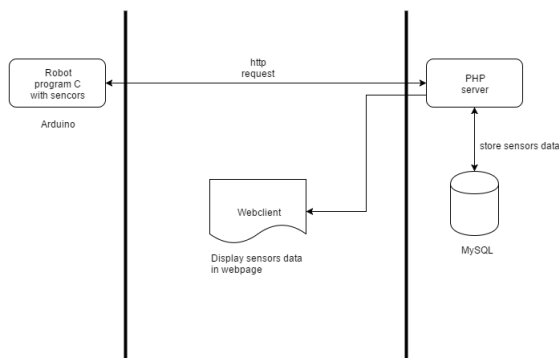 Robot
program C
with sencors
Arduino
http
request
PHP
server
store sensors data
MySQL
Webclient
Display sensors data
in webpage